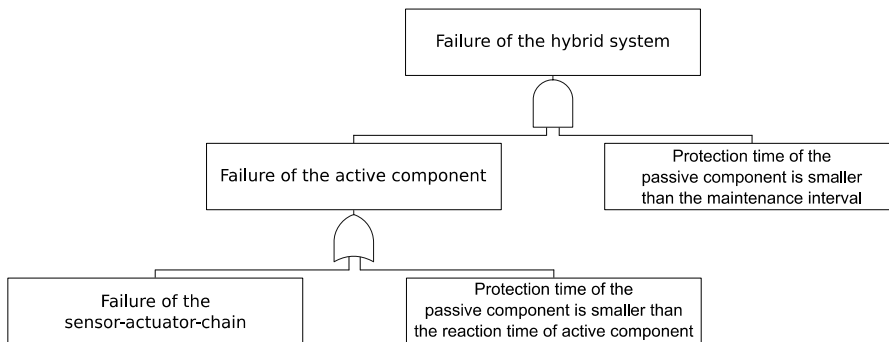 Failure of the hybrid system
Failure of the active component
Protection time of the
passive component is smaller
than the maintenance interval
Failure of the
sensor-actuator-chain
Protection time of the
passive component is smaller than
the reaction time of active component